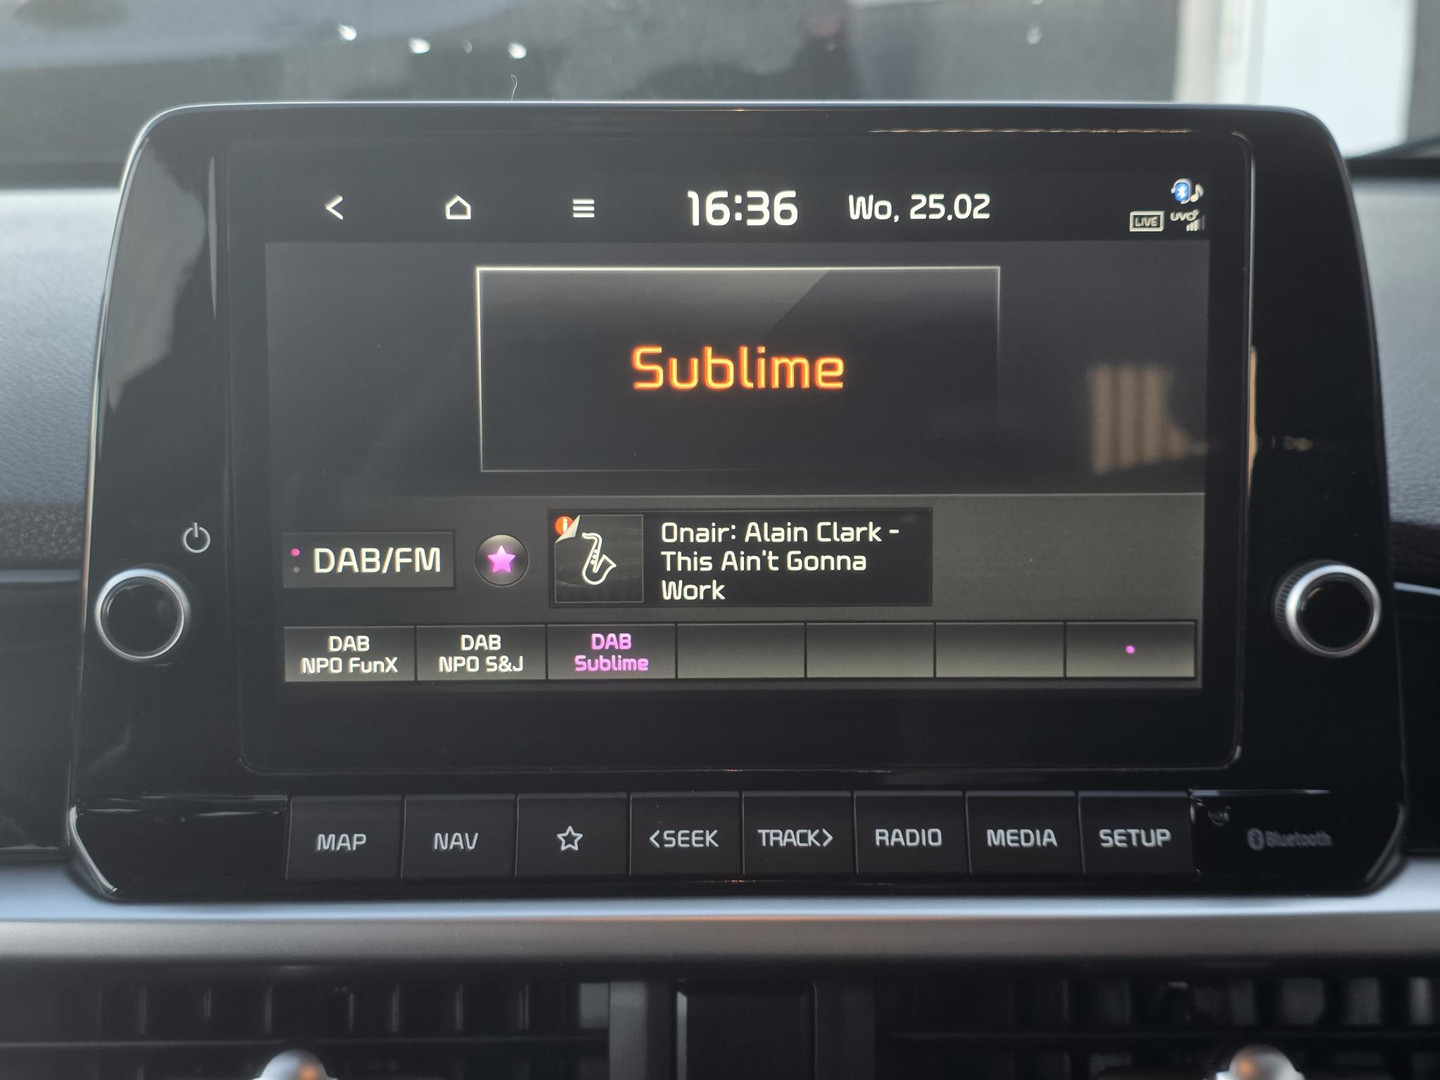 16:36 Wo, 25.02
LIVE UVO
Sublime
DAB/FM
Onair: Alain Clark -
This Ain't Gonna
Work
DAB
NPO FunX
DAB
NPO S&J
DAB
Sublime
MAP NAV <SEEK TRACK> RADIO MEDIA SETUP
Bluetooth